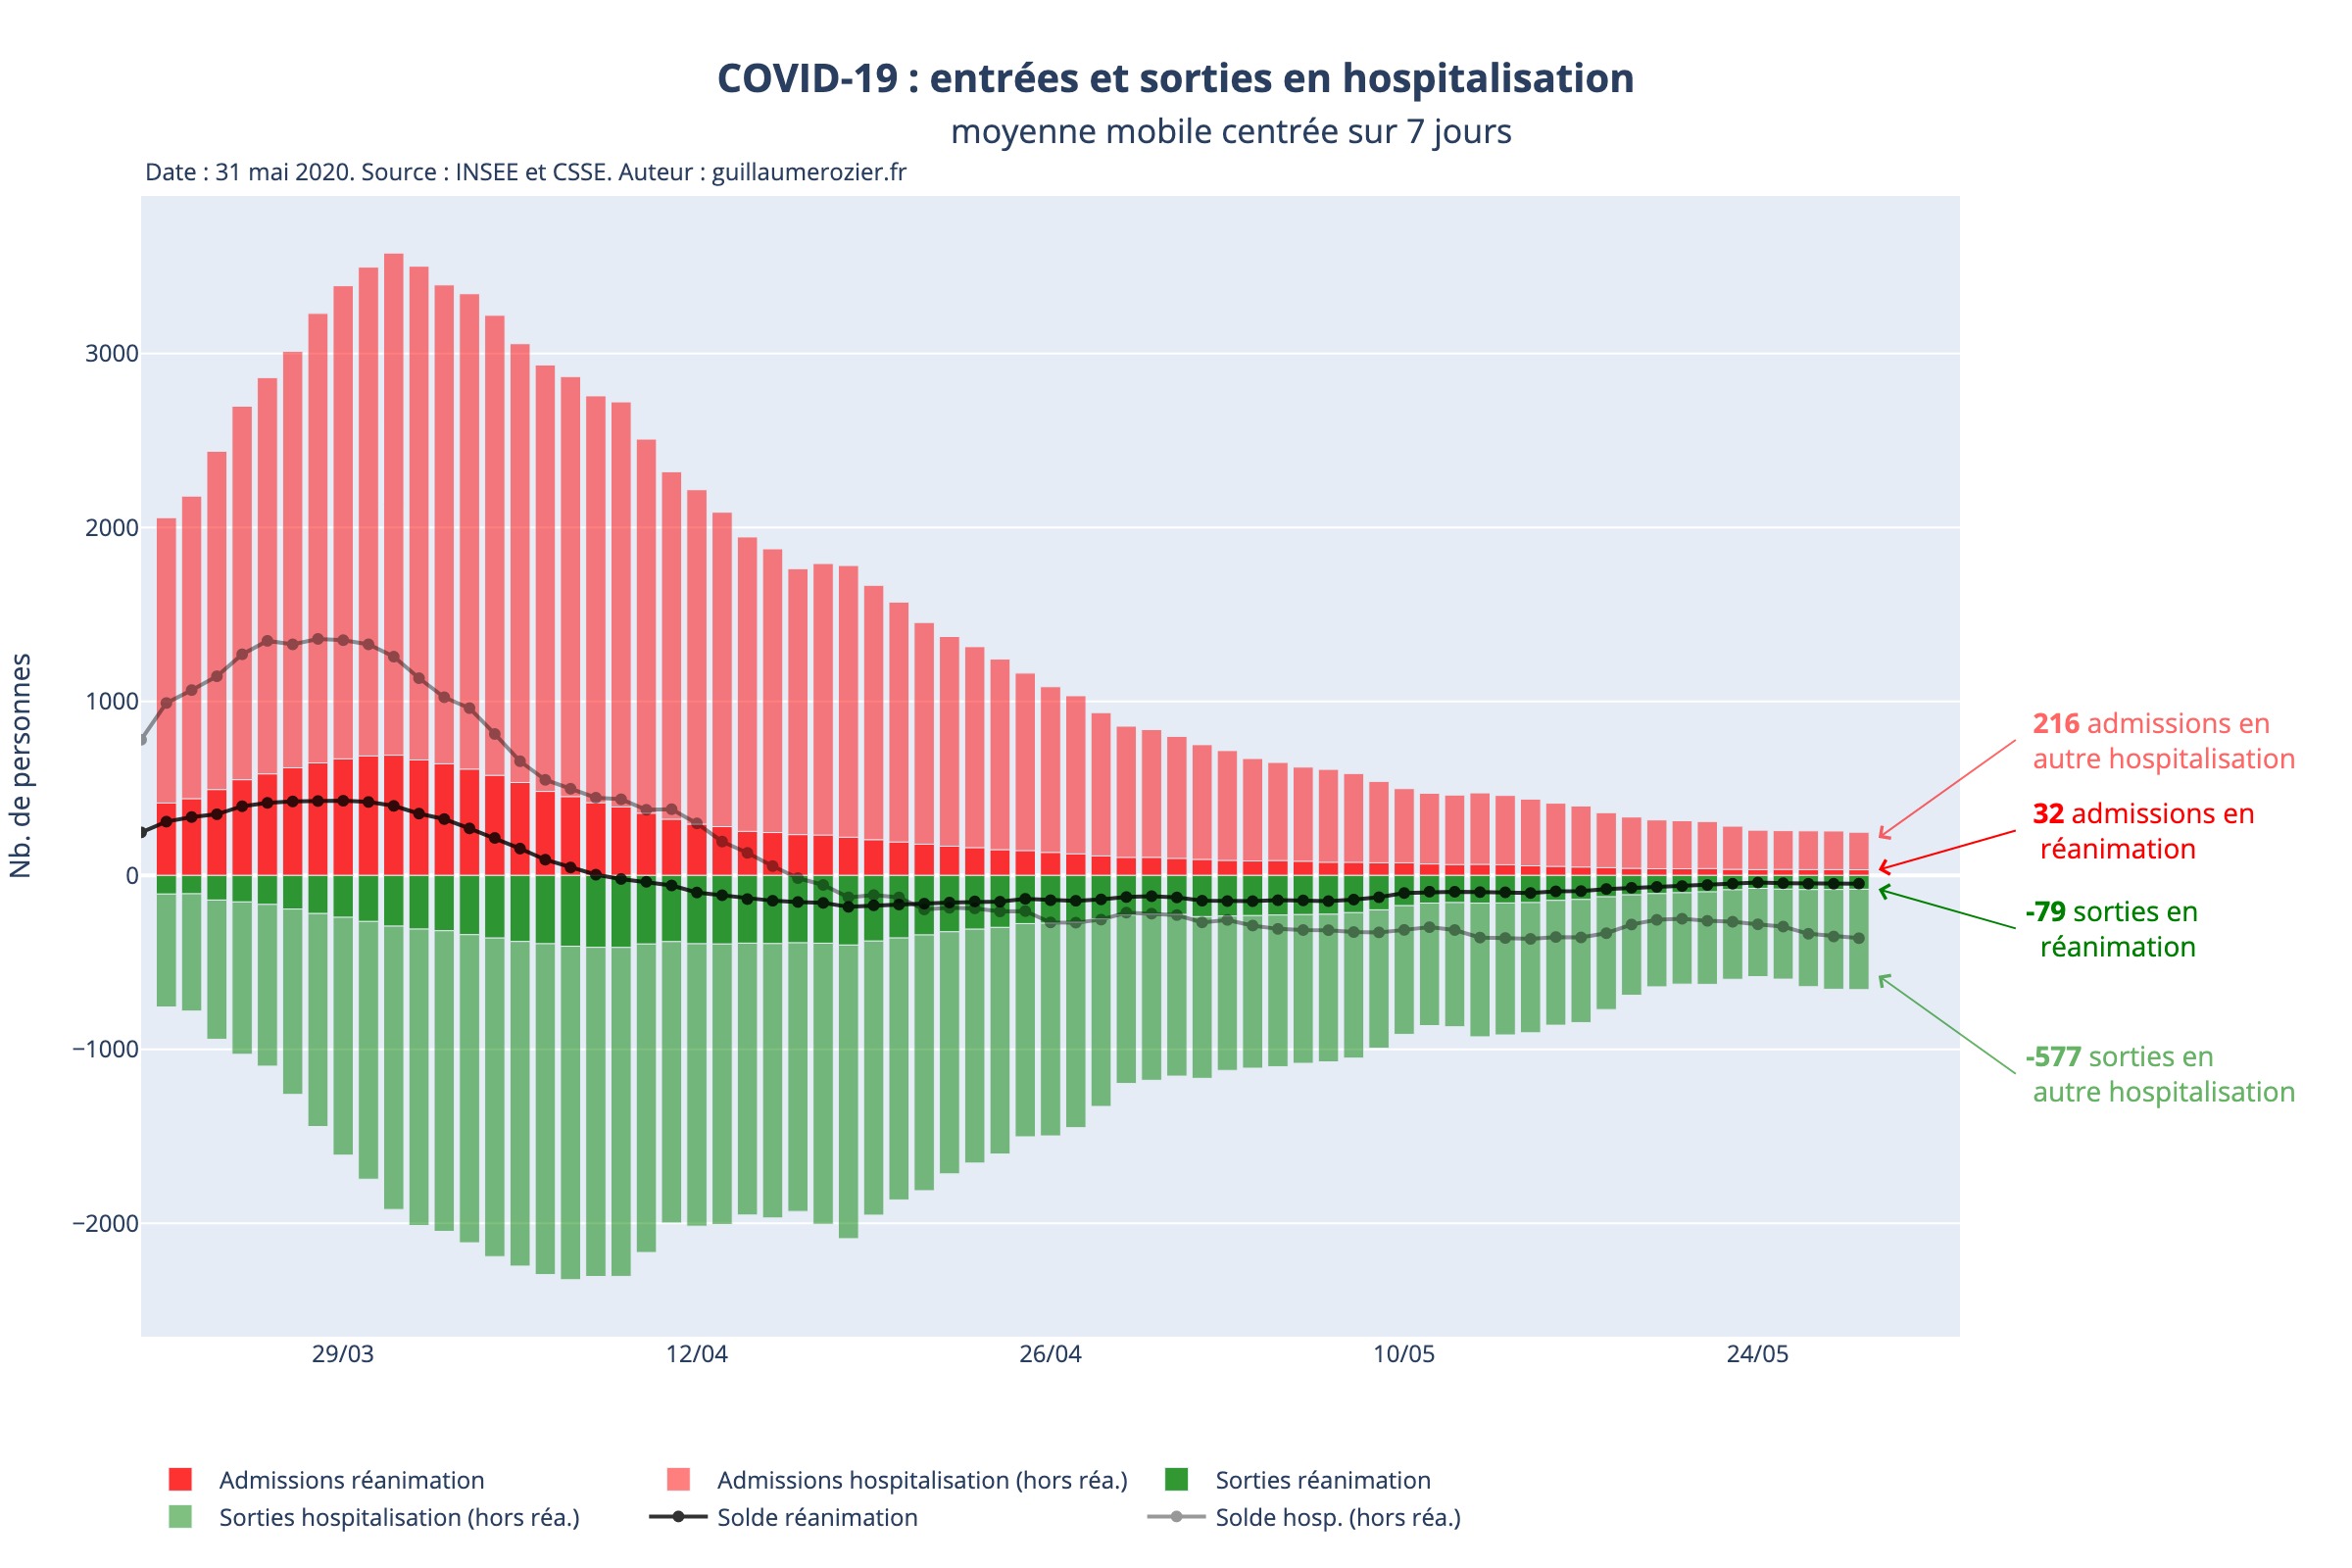 COVID-19 : entrées et sorties en hospitalisation
moyenne mobile centrée sur 7 jours
Date : 31 mai 2020. Source : INSEE et CSSE. Auteur : guillaumerozier.fr
Nb. de personnes
3000
2000
1000
0
−1000
−2000
29/03
12/04
26/04
10/05
24/05
216 admissions en
autre hospitalisation
32 admissions en
réanimation
-79 sorties en
réanimation
-577 sorties en
autre hospitalisation
Admissions réanimation
Admissions hospitalisation (hors réa.)
Sorties réanimation
Sorties hospitalisation (hors réa.)
Solde réanimation
Solde hosp. (hors réa.)